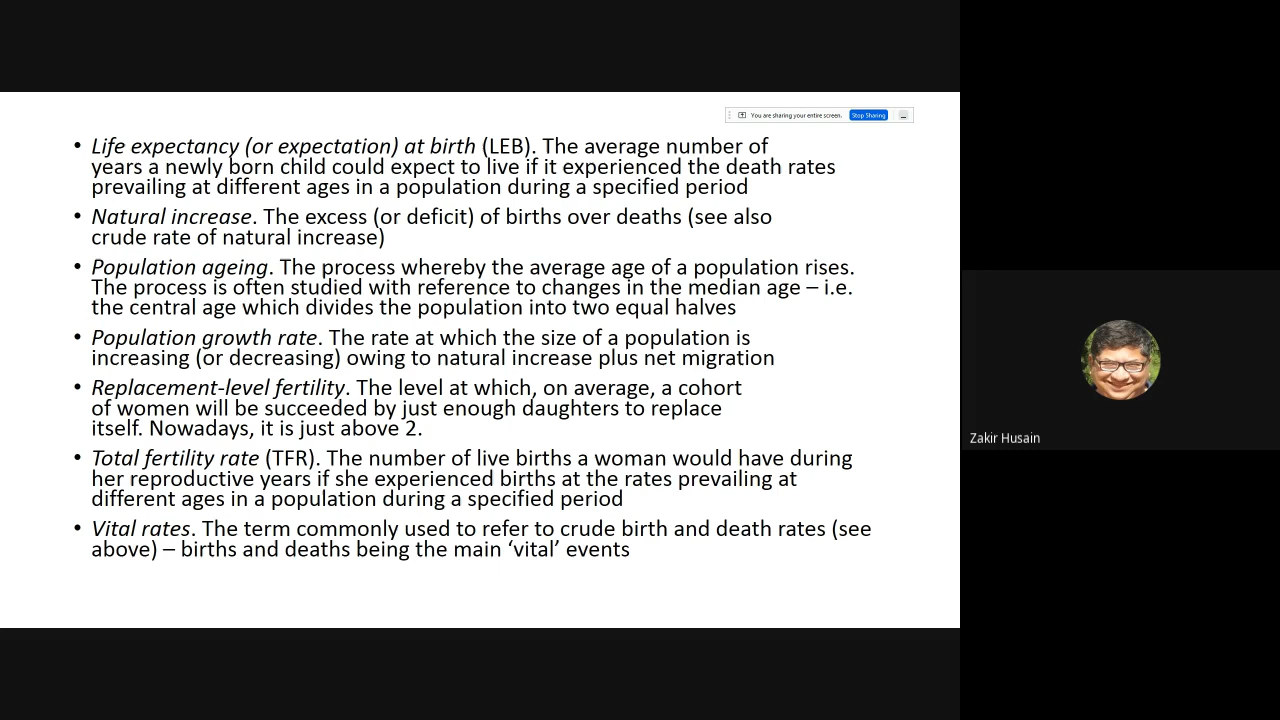 You are sharing your entire screen.
Stop Sharing
• Life expectancy (or expectation) at birth (LEB). The average number of
years a newly born child could expect to live if it experienced the death rates
prevailing at different ages in a population during a specified period
• Natural increase. The excess (or deficit) of births over deaths (see also
crude rate of natural increase)
• Population ageing. The process whereby the average age of a population rises.
The process is often studied with reference to changes in the median age – i.e.
the central age which divides the population into two equal halves
• Population growth rate. The rate at which the size of a population is
increasing (or decreasing) owing to natural increase plus net migration
• Replacement-level fertility. The level at which, on average, a cohort
of women will be succeeded by just enough daughters to replace
itself. Nowadays, it is just above 2.
• Total fertility rate (TFR). The number of live births a woman would have during
her reproductive years if she experienced births at the rates prevailing at
different ages in a population during a specified period
• Vital rates. The term commonly used to refer to crude birth and death rates (see
above) – births and deaths being the main ‘vital’ events
Zakir Husain